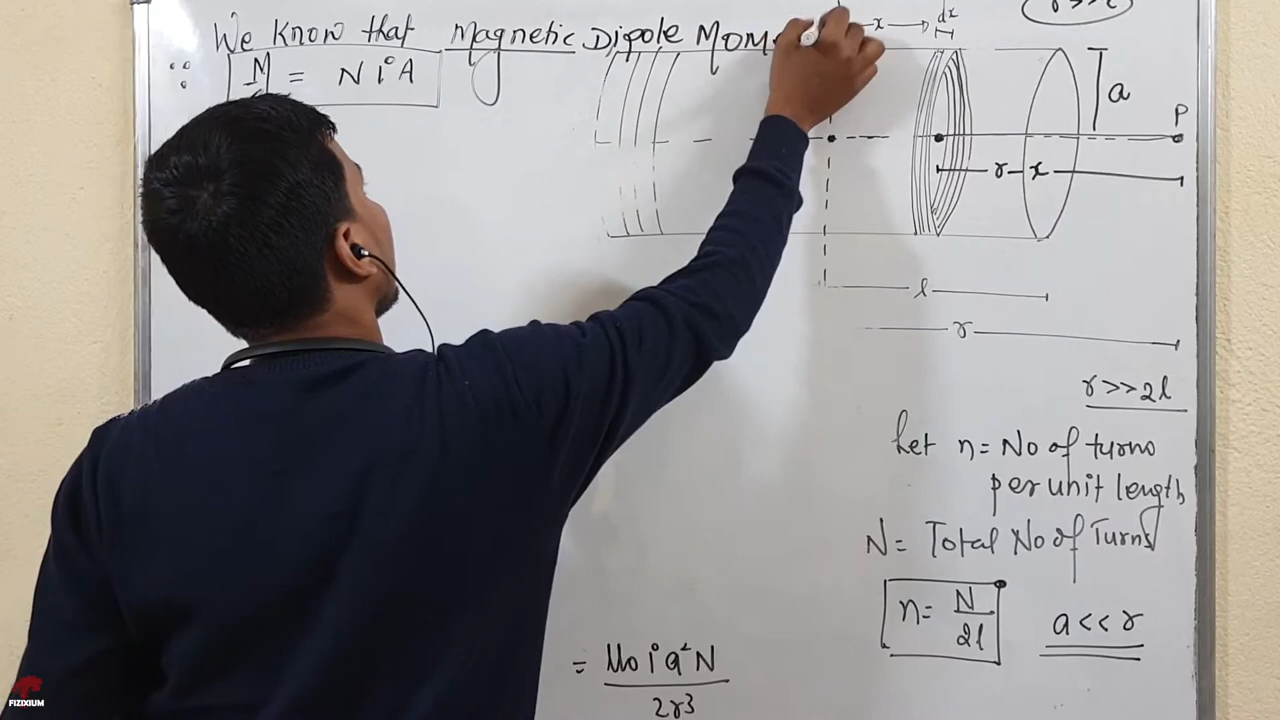 We know that Magnetic Dipole
∵ M = N i A
x
dx
a
P
r-x
l
r
r>>2l
Let n = No of turns
per unit length
N = Total No of Turns
n = N/2l
a << r
= μ0 i a² N / 2r³
FIZIXIUM